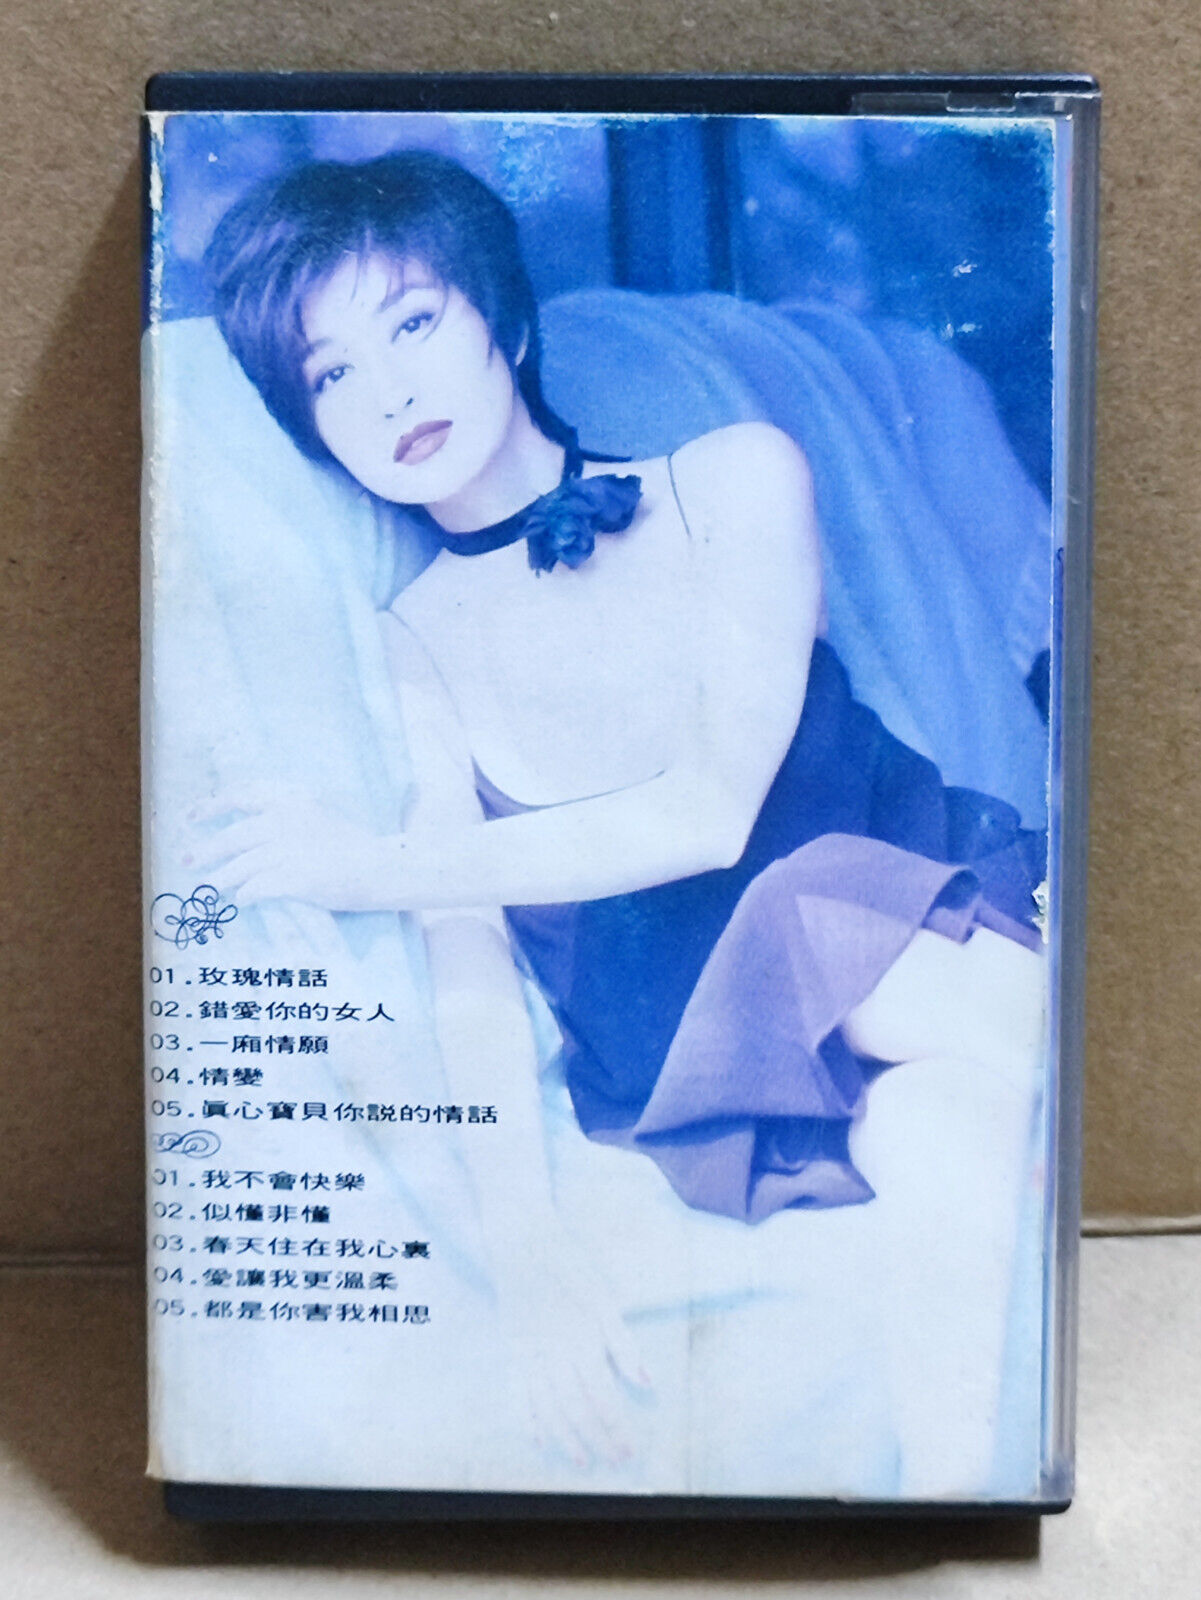 01.玫瑰情話
02.錯愛你的女人
03.一廂情願
04.情變
05.眞心寶貝你說的情話
01.我不會快樂
02.似懂非懂
03.春天住在我心裏
04.愛讓我更溫柔
05.都是你害我相思